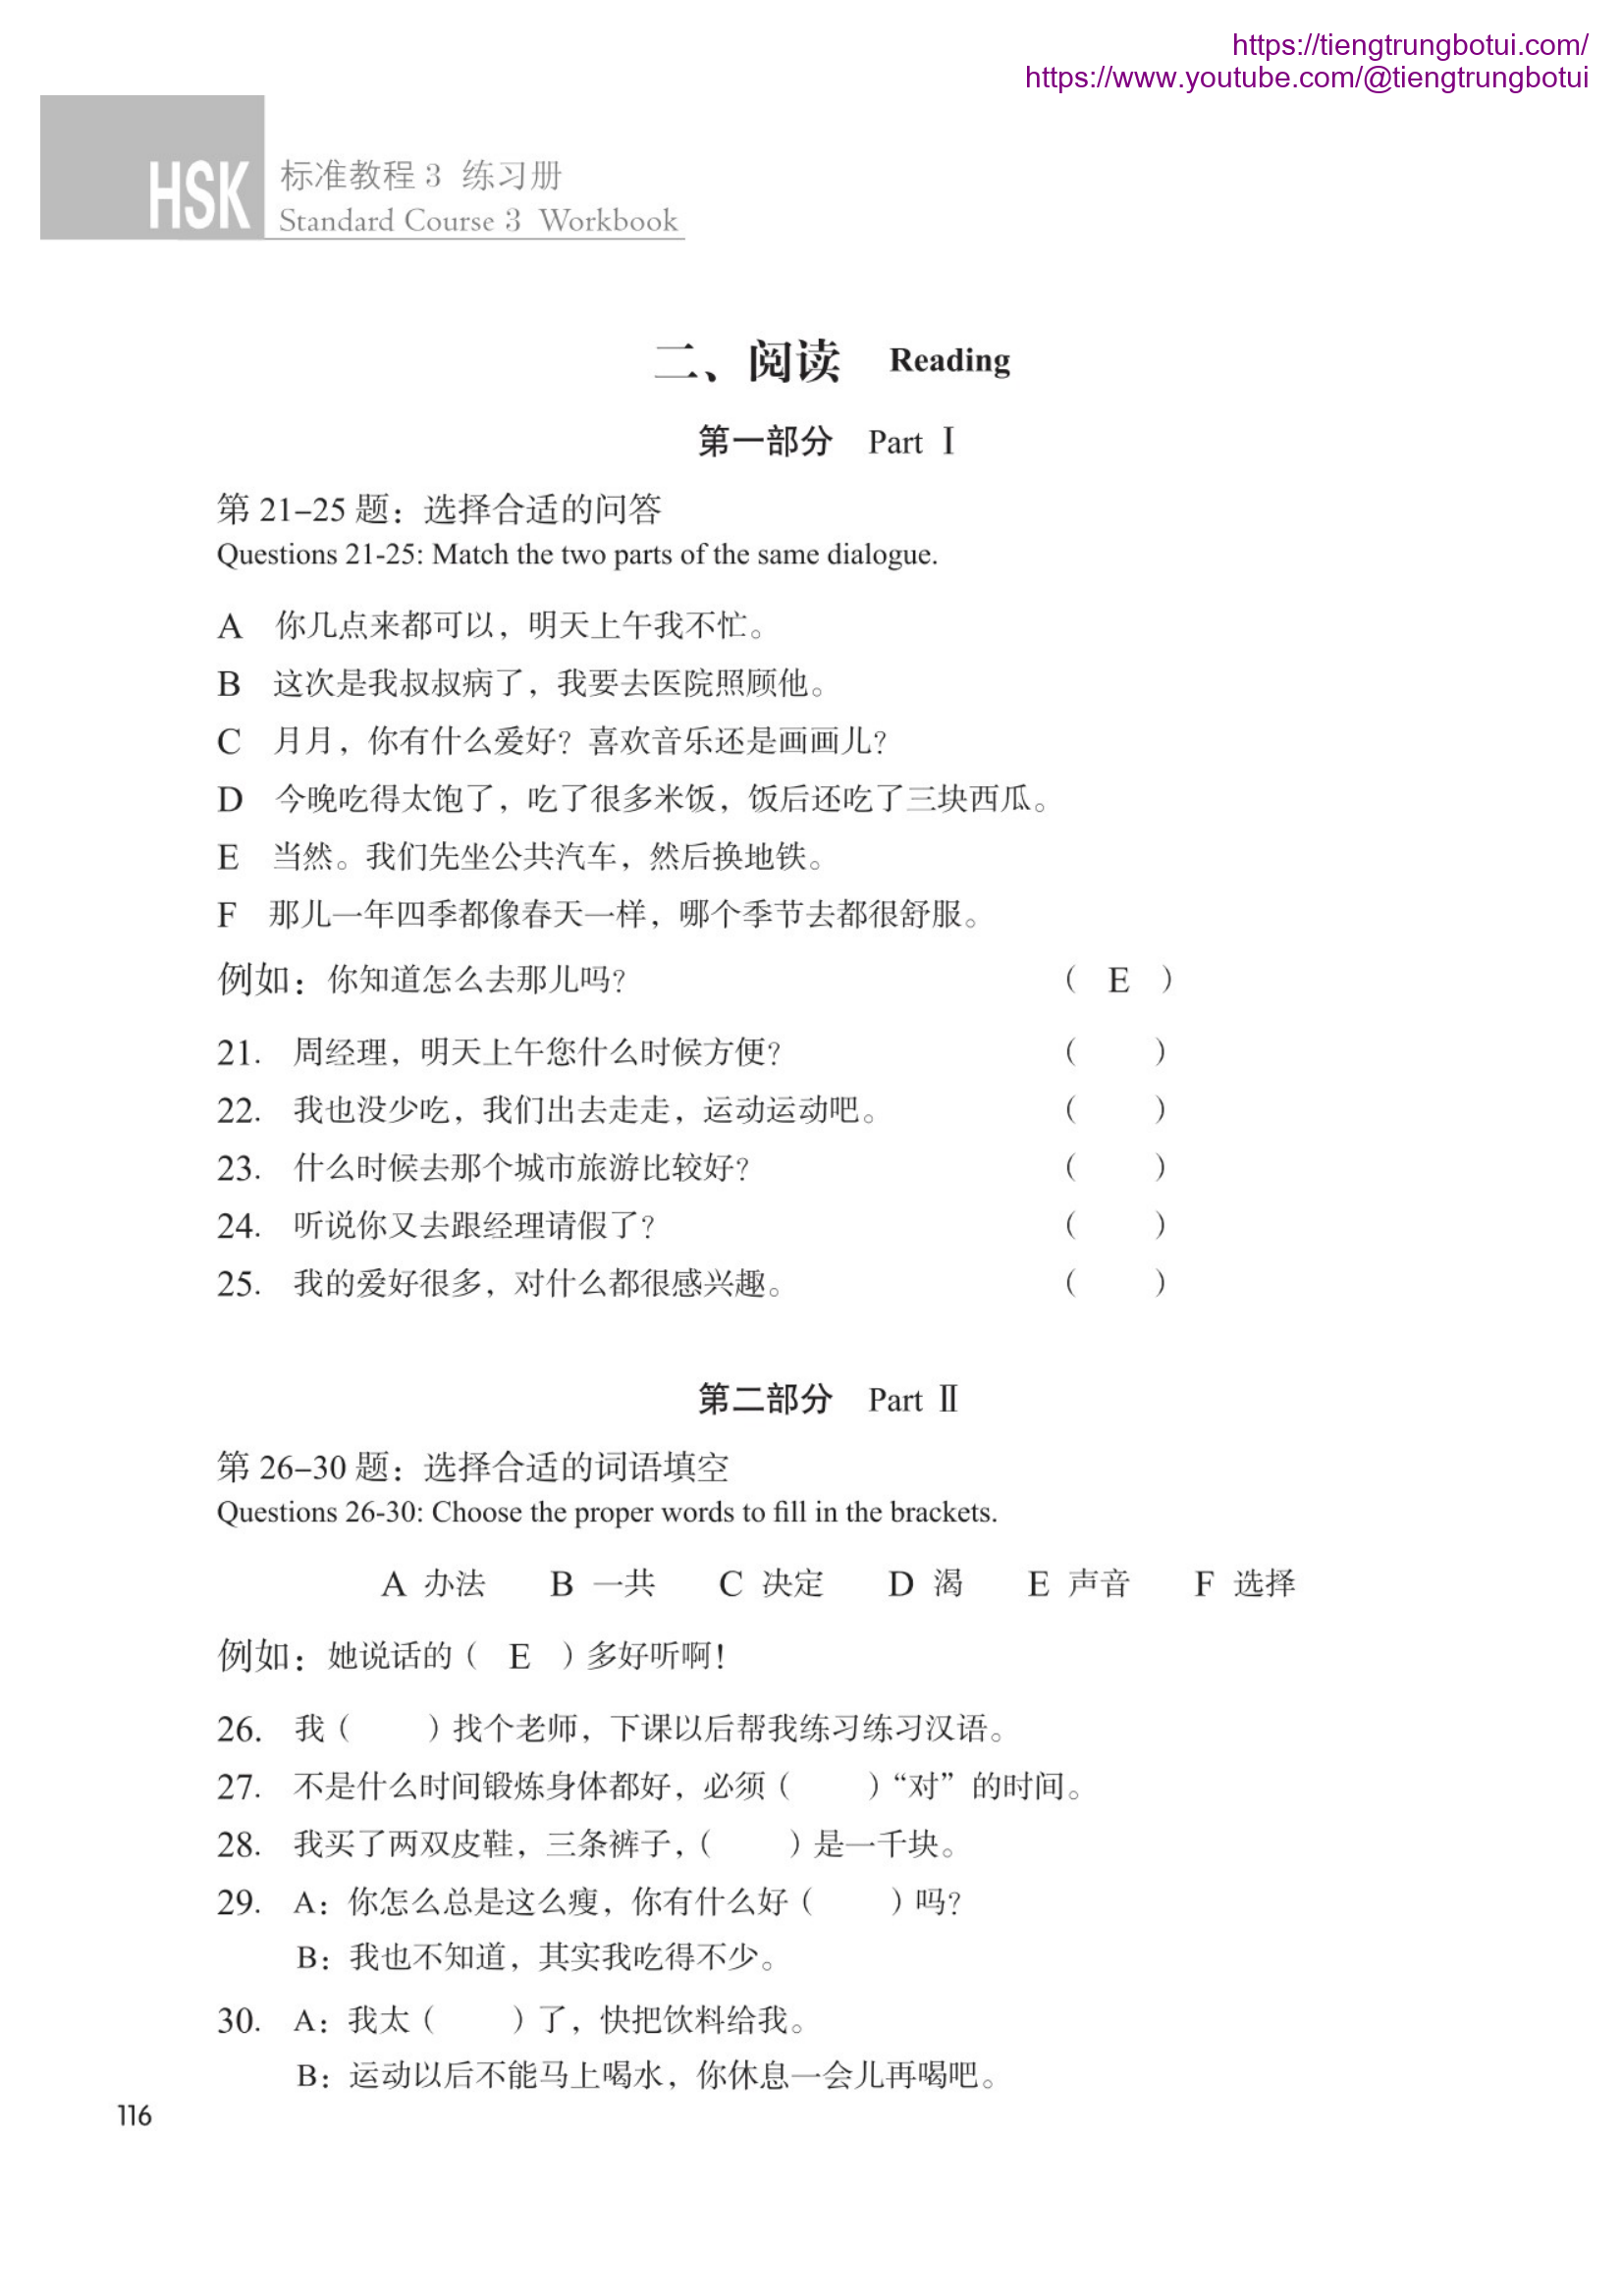 https://tiengtrungbotui.com/
https://www.youtube.com/@tiengtrungbotui
HSK 标准教程 3 练习册
Standard Course 3 Workbook
二、阅读 Reading
第一部分 Part Ⅰ
第 21–25 题：选择合适的问答
Questions 21-25: Match the two parts of the same dialogue.
A 你几点来都可以，明天上午我不忙。
B 这次是我叔叔病了，我要去医院照顾他。
C 月月，你有什么爱好？喜欢音乐还是画画儿？
D 今晚吃得太饱了，吃了很多米饭，饭后还吃了三块西瓜。
E 当然。我们先坐公共汽车，然后换地铁。
F 那儿一年四季都像春天一样，哪个季节去都很舒服。
例如：你知道怎么去那儿吗？ （ E ）
21. 周经理，明天上午您什么时候方便？ （ ）
22. 我也没少吃，我们出去走走，运动运动吧。 （ ）
23. 什么时候去那个城市旅游比较好？ （ ）
24. 听说你又去跟经理请假了？ （ ）
25. 我的爱好很多，对什么都很感兴趣。 （ ）
第二部分 Part Ⅱ
第 26–30 题：选择合适的词语填空
Questions 26-30: Choose the proper words to fill in the brackets.
A 办法 B 一共 C 决定 D 渴 E 声音 F 选择
例如：她说话的（ E ）多好听啊！
26. 我（ ）找个老师，下课以后帮我练习练习汉语。
27. 不是什么时间锻炼身体都好，必须（ ）“对”的时间。
28. 我买了两双皮鞋，三条裤子，（ ）是一千块。
29. A：你怎么总是这么瘦，你有什么好（ ）吗？
B：我也不知道，其实我吃得不少。
30. A：我太（ ）了，快把饮料给我。
B：运动以后不能马上喝水，你休息一会儿再喝吧。
116